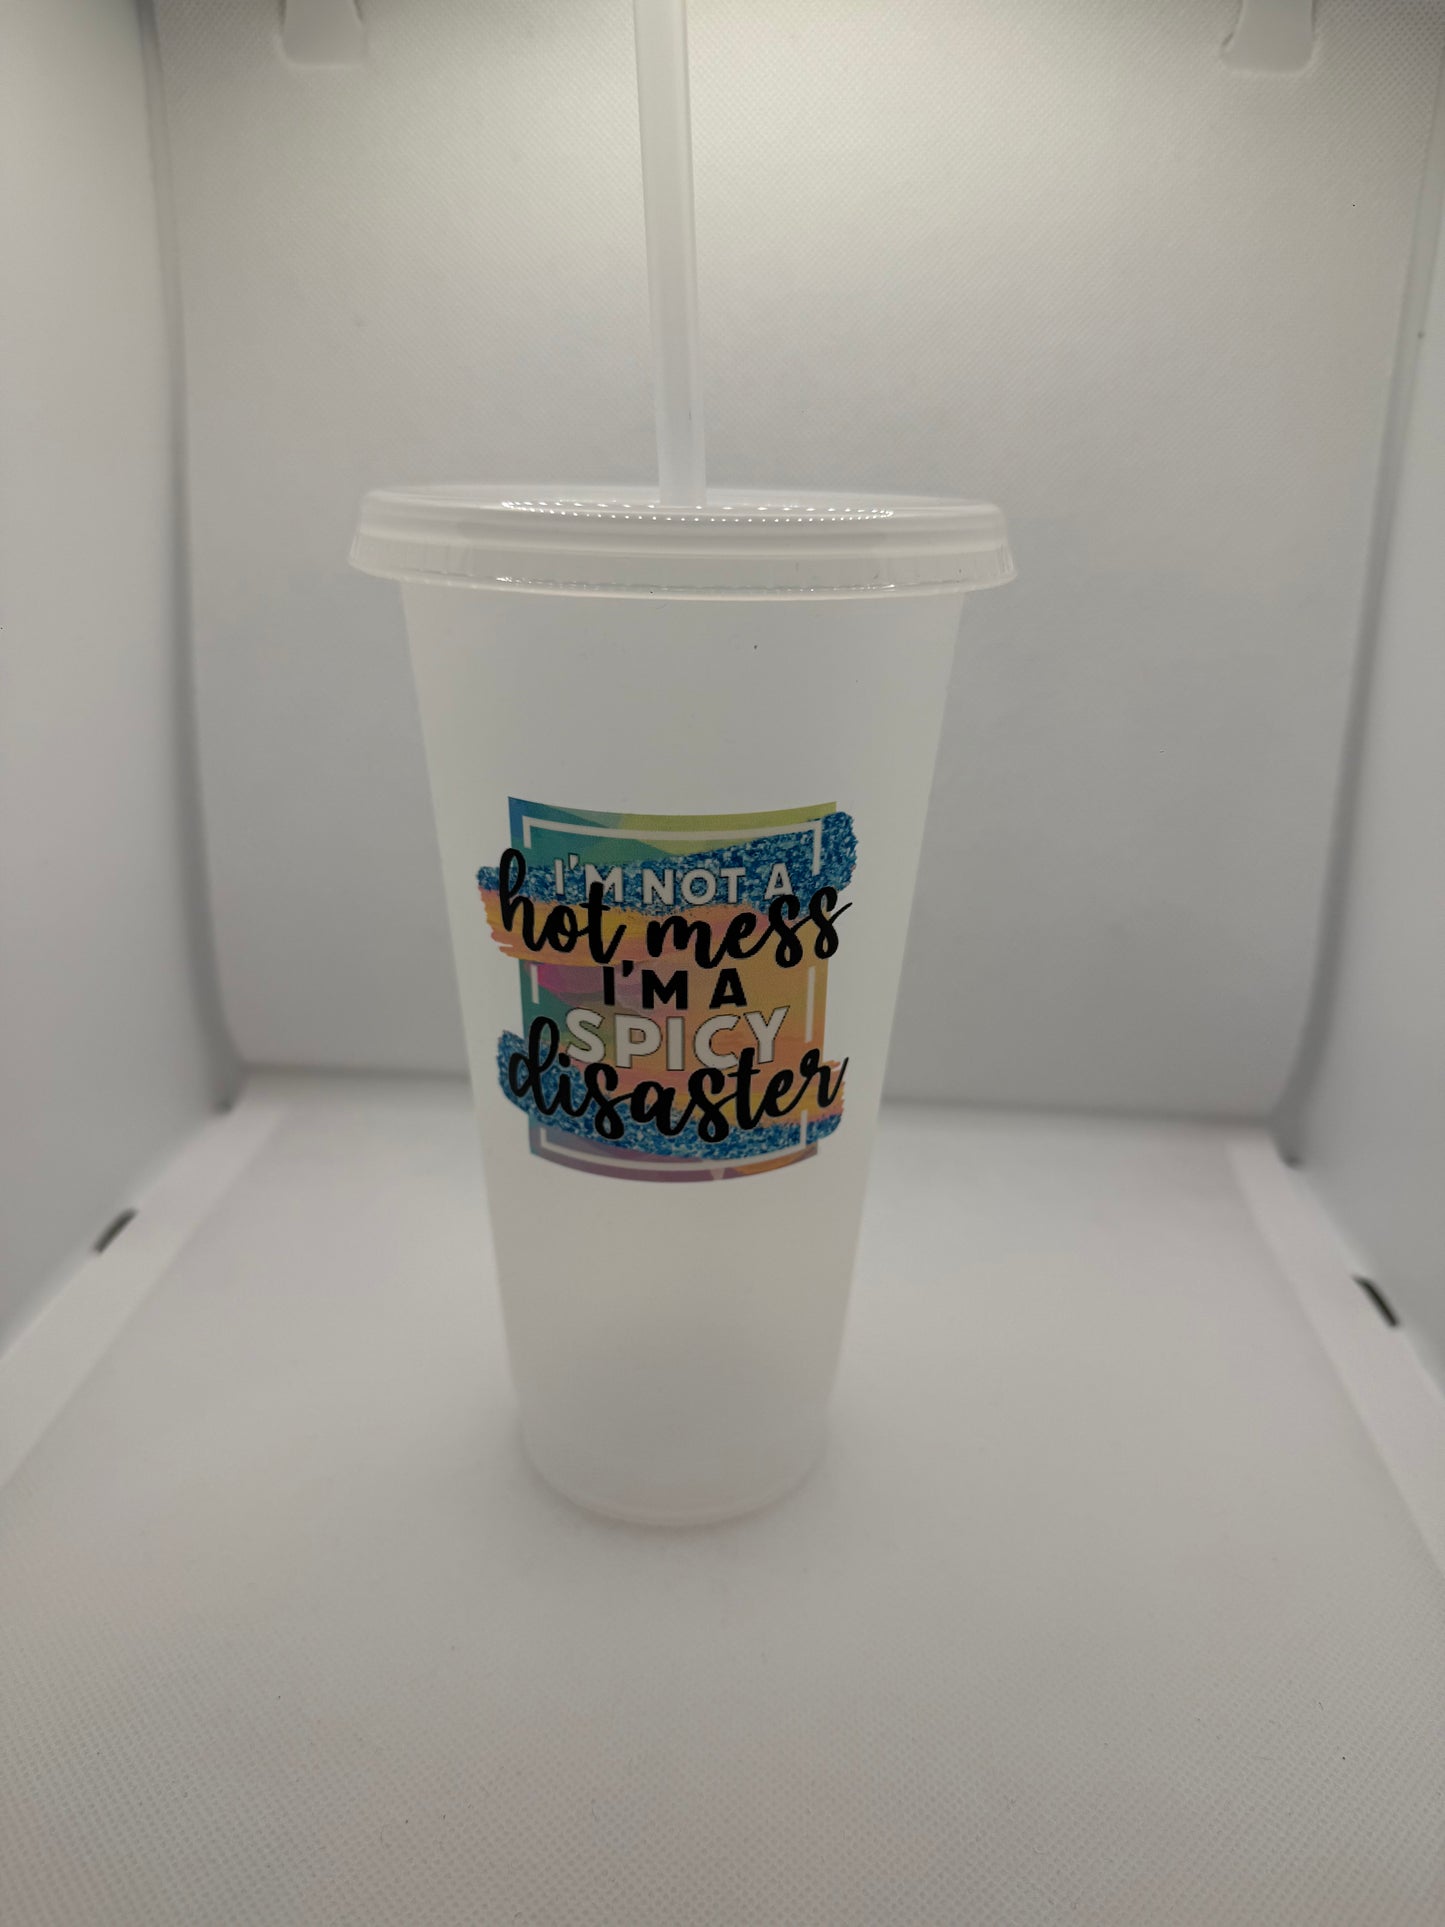 I'M NOT A
hot mess
I'M A
SPICY
disaster